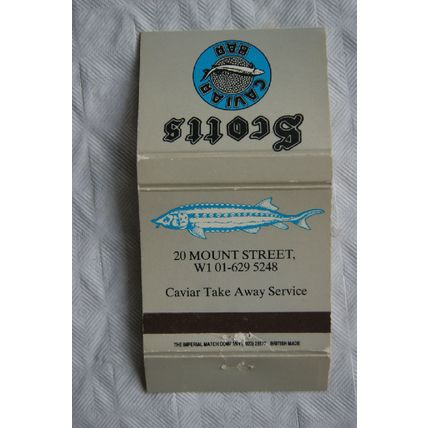 CAVIAR
BAR
Scotts
20 MOUNT STREET,
W1 01-629 5248
Caviar Take Away Service
THE IMPERIAL MATCH COMPANY BRITISH MADE